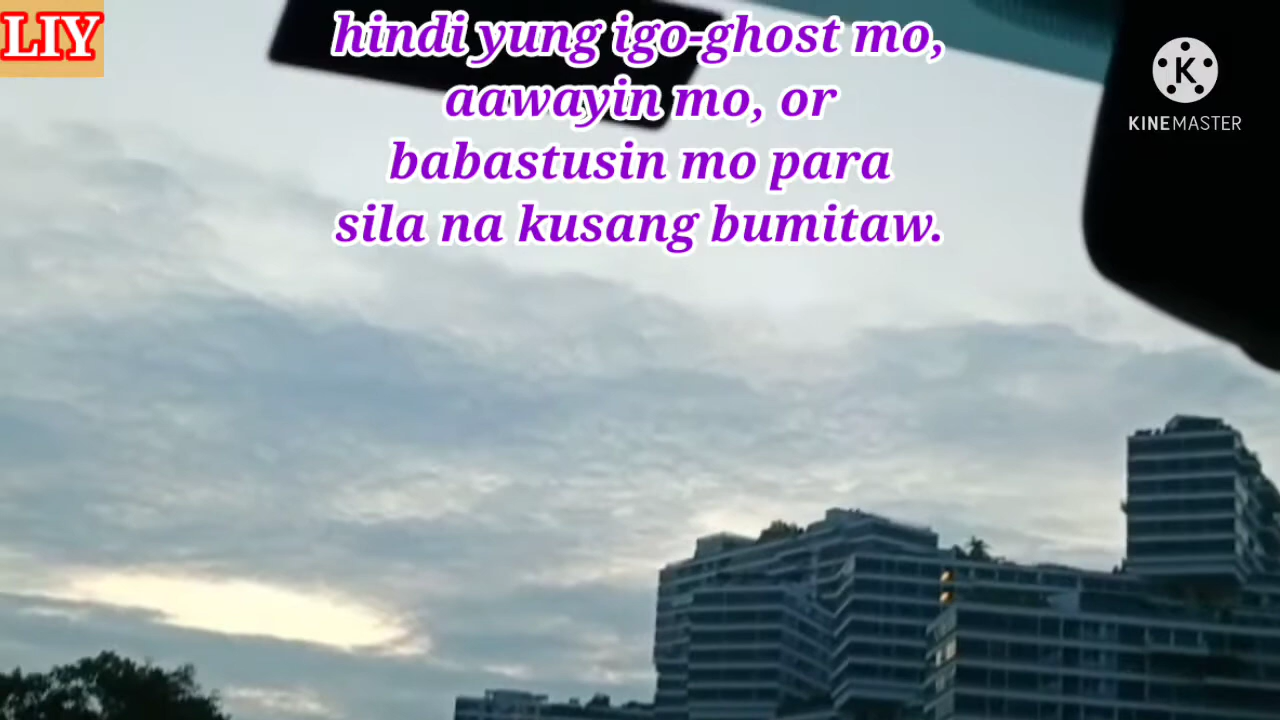 LIY
hindi yung igo-ghost mo,
aawayin mo, or
babastusin mo para
sila na kusang bumitaw.
K
KINEMASTER